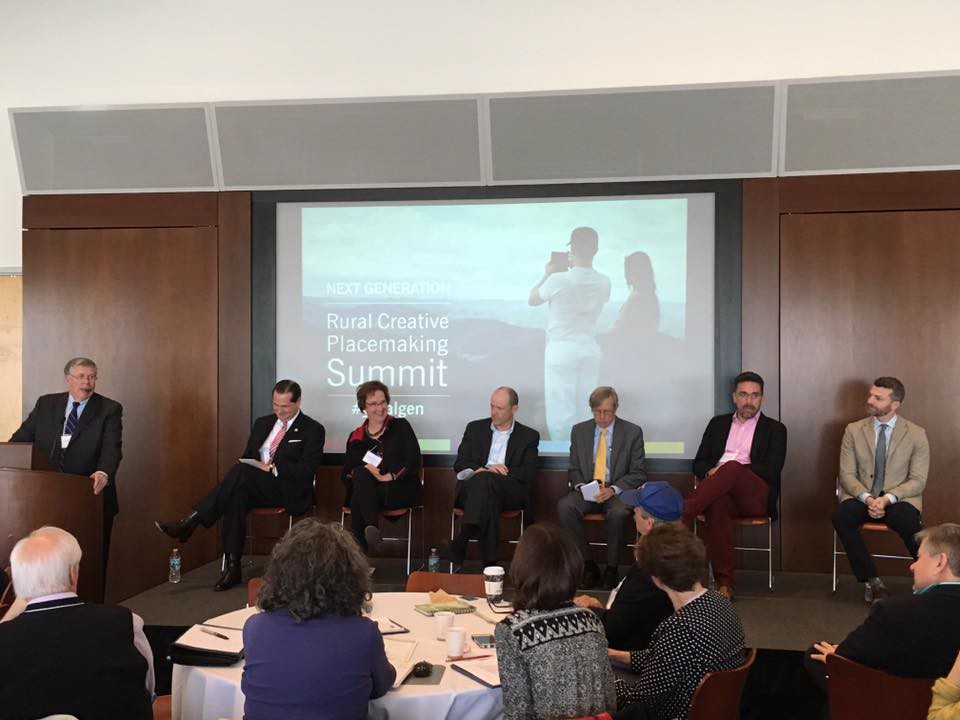 NEXT GENERATION
Rural Creative
Placemaking
Summit